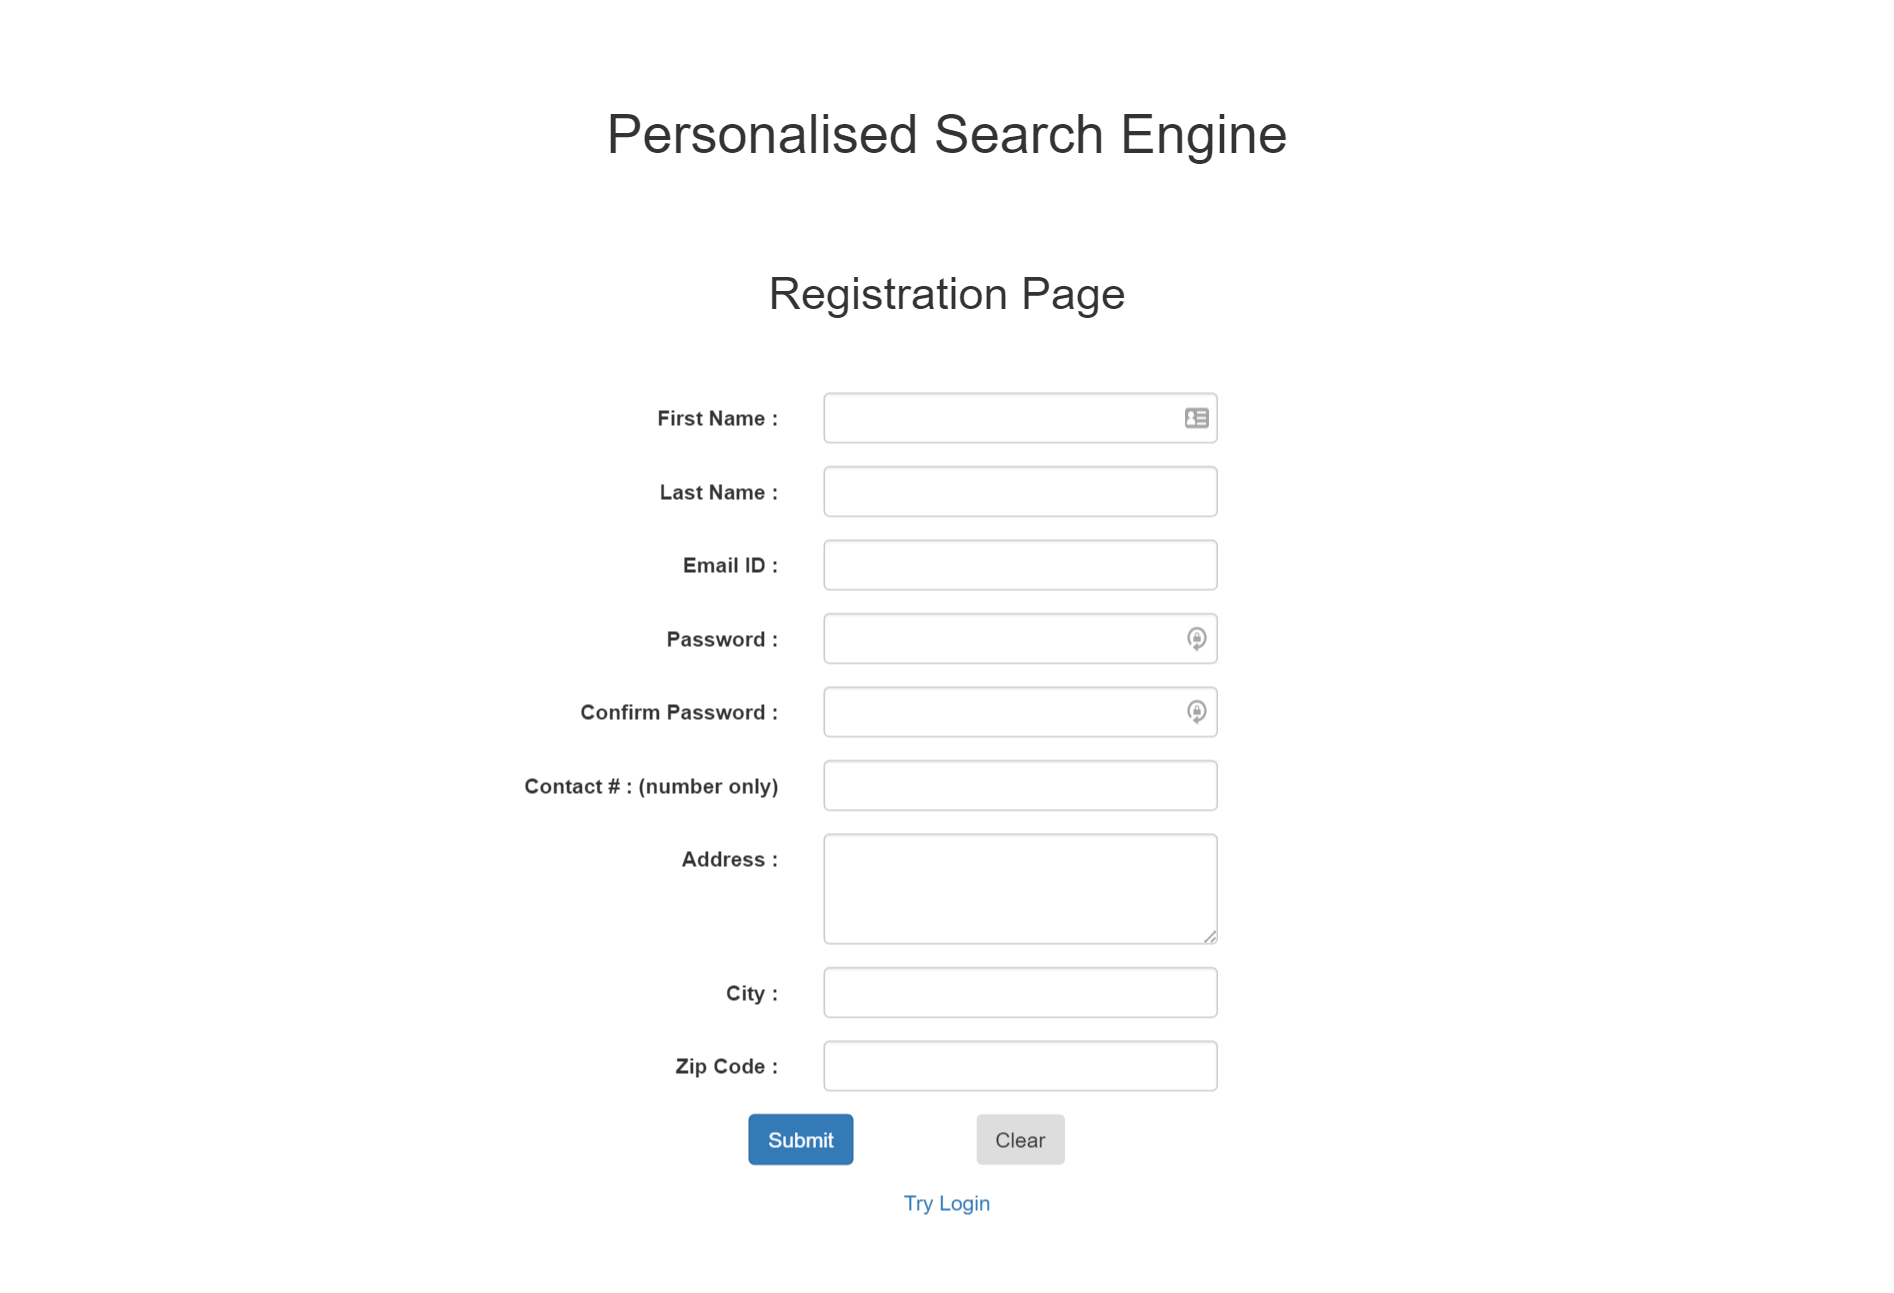 Personalised Search Engine
Registration Page
First Name :
Last Name :
Email ID :
Password :
Confirm Password :
Contact # : (number only)
Address :
City :
Zip Code :
Submit Clear
Try Login